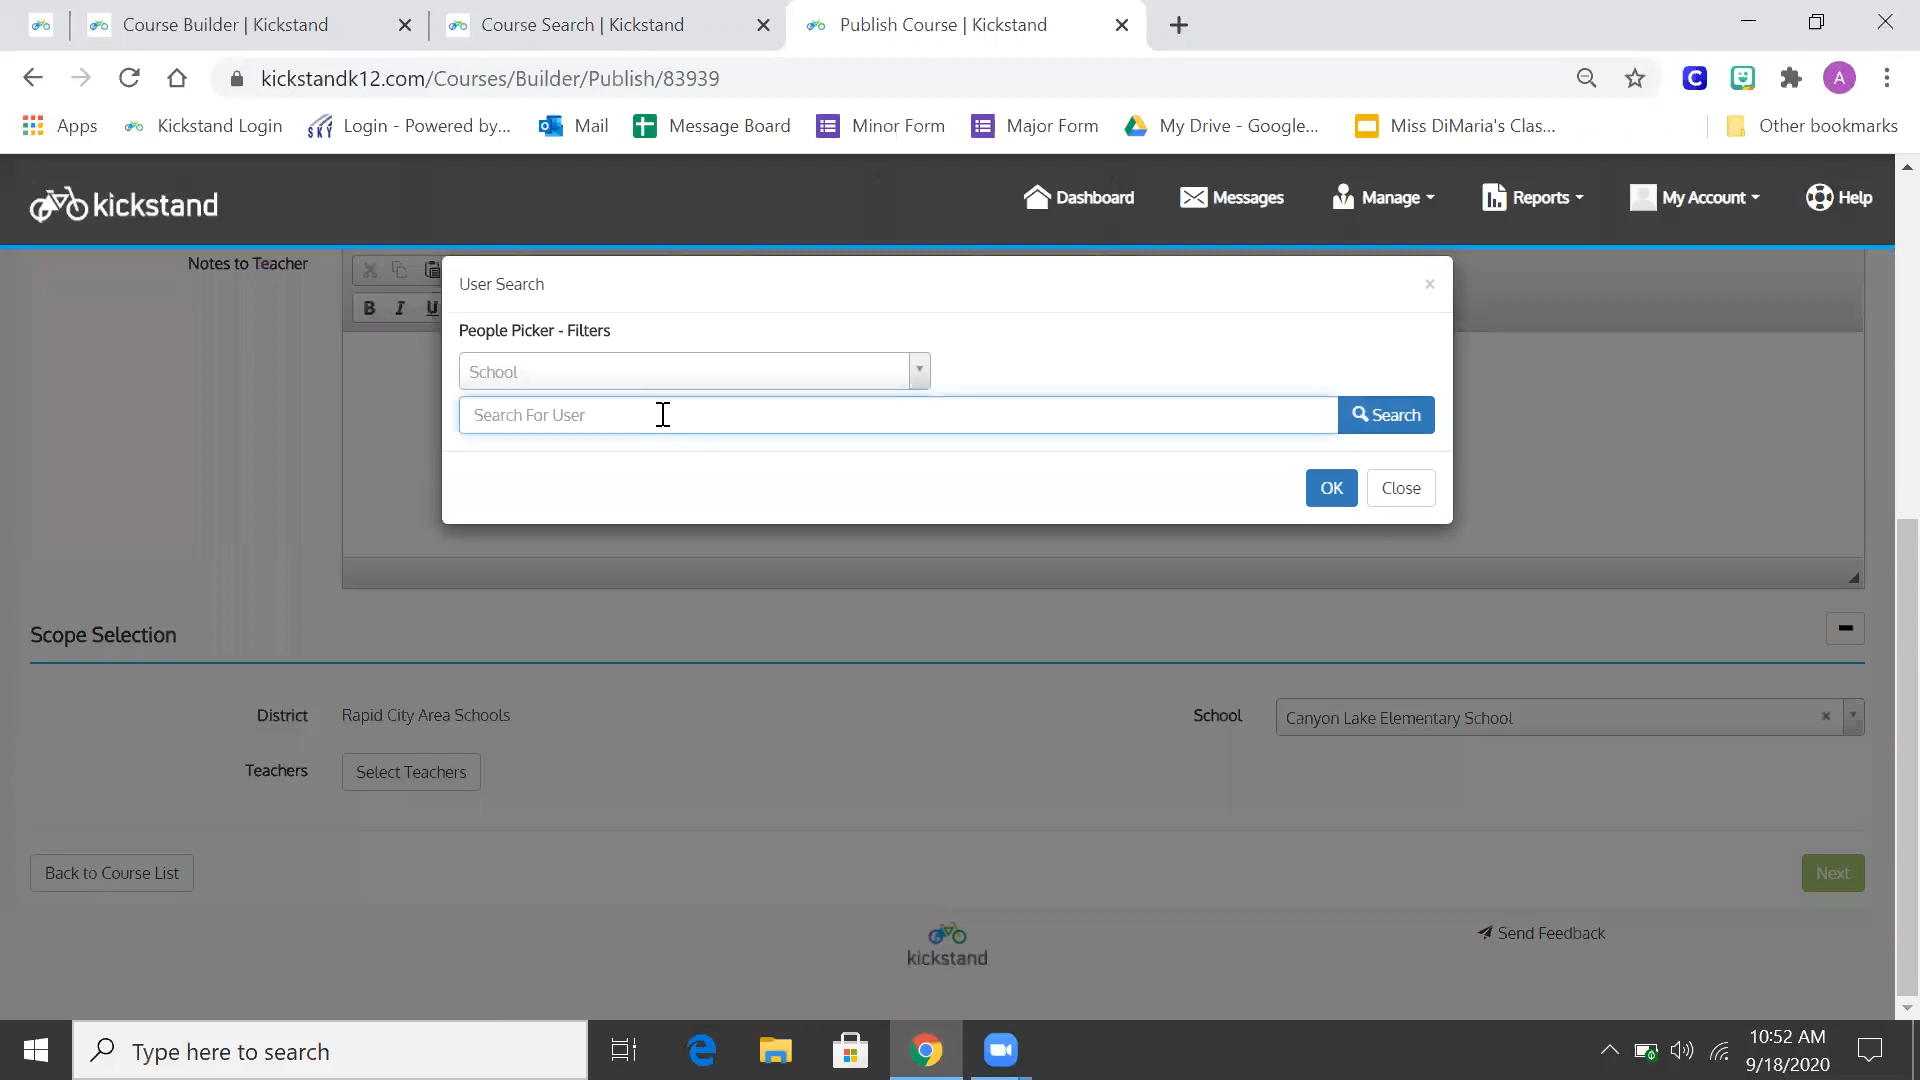 Course Builder | Kickstand
Course Search | Kickstand
Publish Course | Kickstand
kickstandk12.com/Courses/Builder/Publish/83939
C
A
Apps
Kickstand Login
SKY
Login - Powered by...
Mail
Message Board
Minor Form
Major Form
My Drive - Google...
Miss DiMaria's Clas...
Other bookmarks
kickstand
Dashboard
Messages
Manage
Reports
My Account
Help
Notes to Teacher
B I U
User Search
×
People Picker - Filters
School
Search For User
Search
OK
Close
Scope Selection
District
Rapid City Area Schools
School
Canyon Lake Elementary School
Teachers
Select Teachers
Back to Course List
Next
kickstand
Send Feedback
Type here to search
10:52 AM
9/18/2020